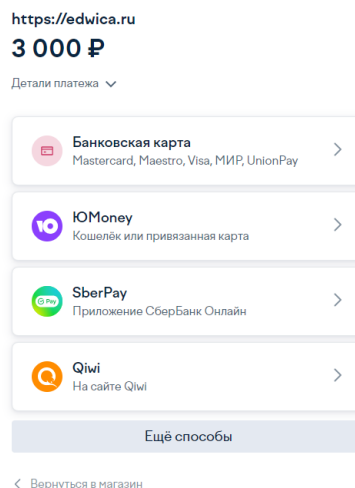 https://edwica.ru
3 000 ₽
Детали платежа
Банковская карта
Mastercard, Maestro, Visa, МИР, UnionPay
ЮMoney
Кошелёк или привязанная карта
SberPay
Приложение СберБанк Онлайн
Qiwi
На сайте Qiwi
Ещё способы
Вернуться в магазин